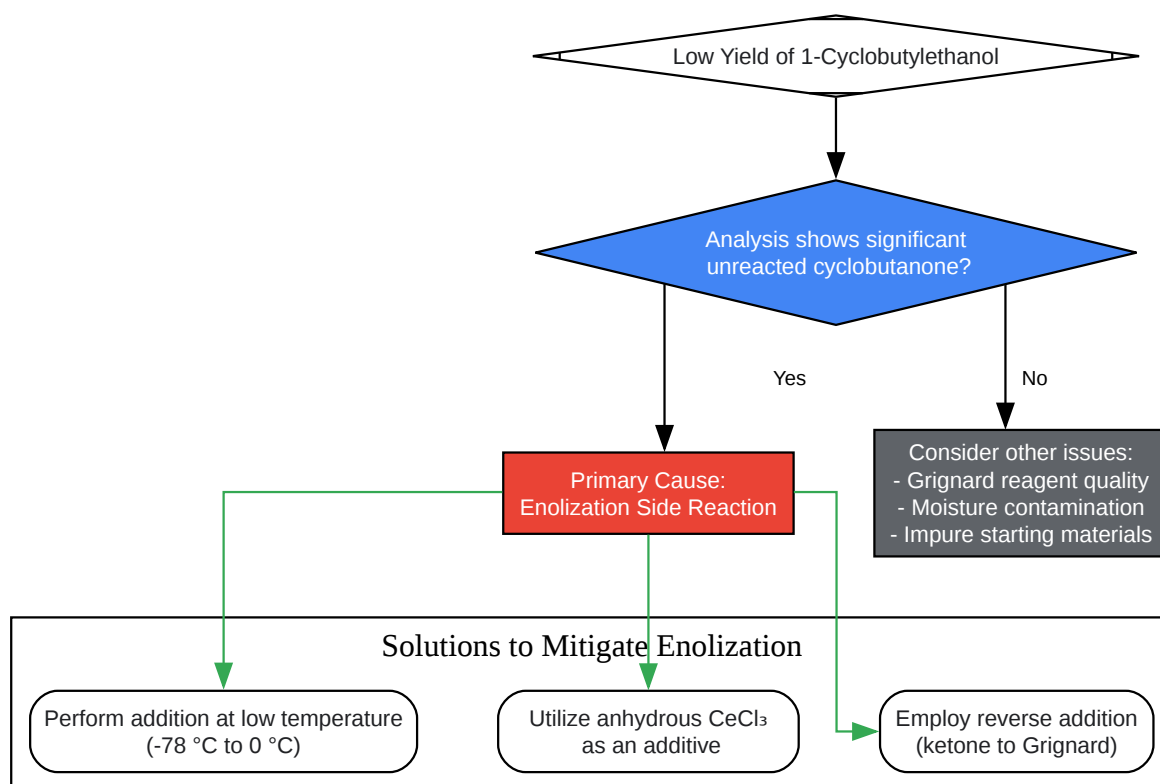 Low Yield of 1-Cyclobutylethanol
Analysis shows significant
unreacted cyclobutanone?
Yes
No
Primary Cause:
Enolization Side Reaction
Consider other issues:
- Grignard reagent quality
- Moisture contamination
- Impure starting materials
Solutions to Mitigate Enolization
Perform addition at low temperature
(-78 °C to 0 °C)
Utilize anhydrous CeCl₃
as an additive
Employ reverse addition
(ketone to Grignard)